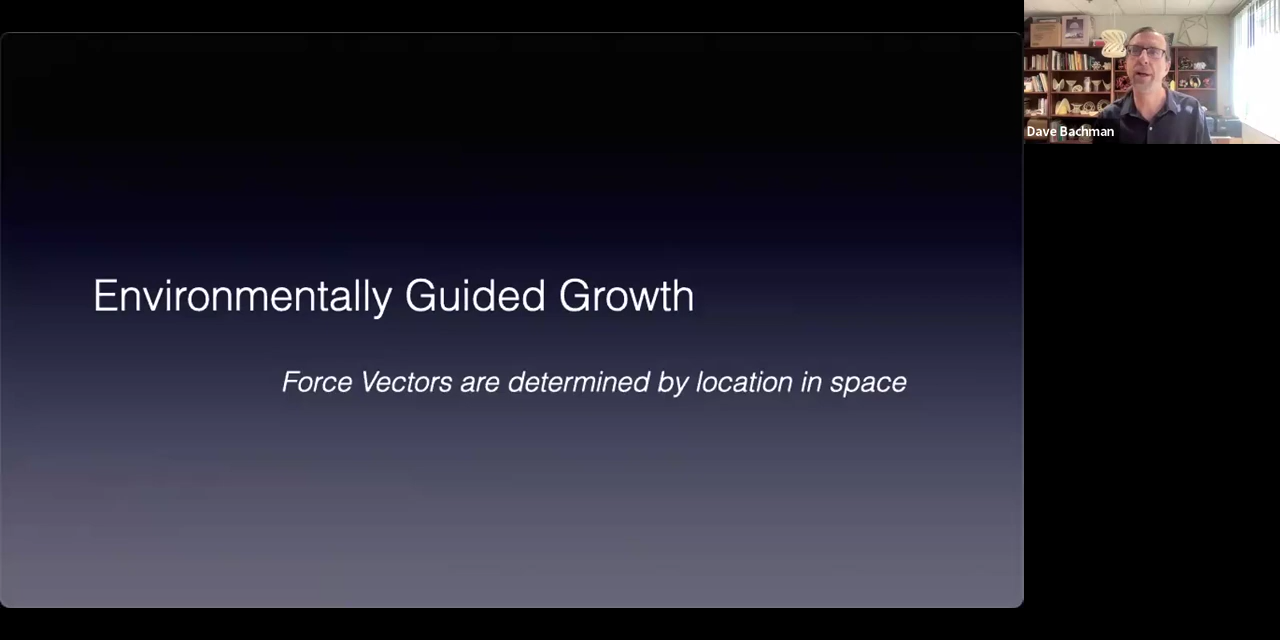 Environmentally Guided Growth
Force Vectors are determined by location in space
Dave Bachman